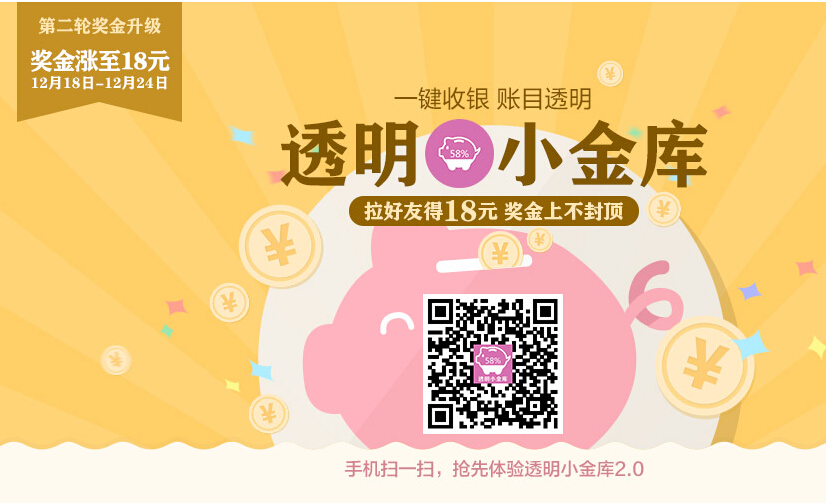 第二轮奖金升级
奖金涨至18元
12月18日-12月24日
一键收银 账目透明
透明 58% 小金库
拉好友得18元 奖金上不封顶
58%
透明小金库
手机扫一扫，抢先体验透明小金库2.0